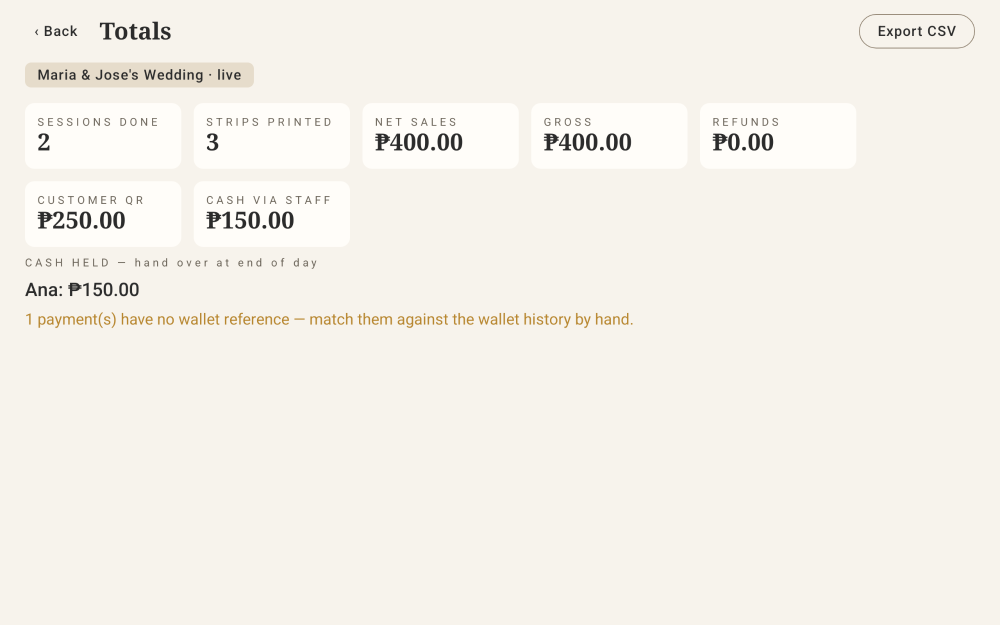 ‹ Back Totals Export CSV
Maria & Jose's Wedding · live
SESSIONS DONE STRIPS PRINTED NET SALES GROSS REFUNDS
2 3 ₱400.00 ₱400.00 ₱0.00
CUSTOMER QR CASH VIA STAFF
₱250.00 ₱150.00
CASH HELD — hand over at end of day
Ana: ₱150.00
1 payment(s) have no wallet reference — match them against the wallet history by hand.